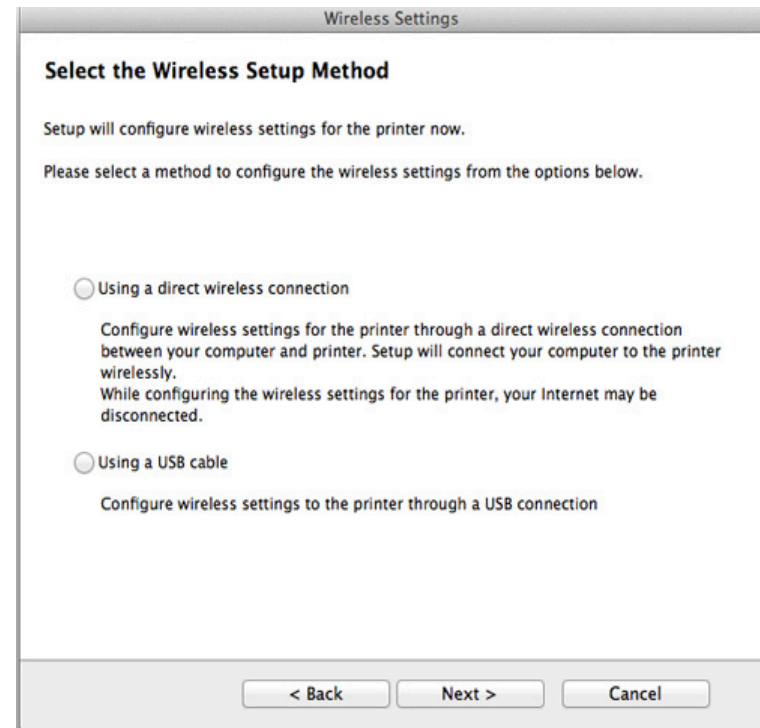 Wireless Settings
Select the Wireless Setup Method
Setup will configure wireless settings for the printer now.
Please select a method to configure the wireless settings from the options below.
Using a direct wireless connection
Configure wireless settings for the printer through a direct wireless connection
between your computer and printer. Setup will connect your computer to the printer
wirelessly.
While configuring the wireless settings for the printer, your Internet may be
disconnected.
Using a USB cable
Configure wireless settings to the printer through a USB connection
< Back
Next >
Cancel